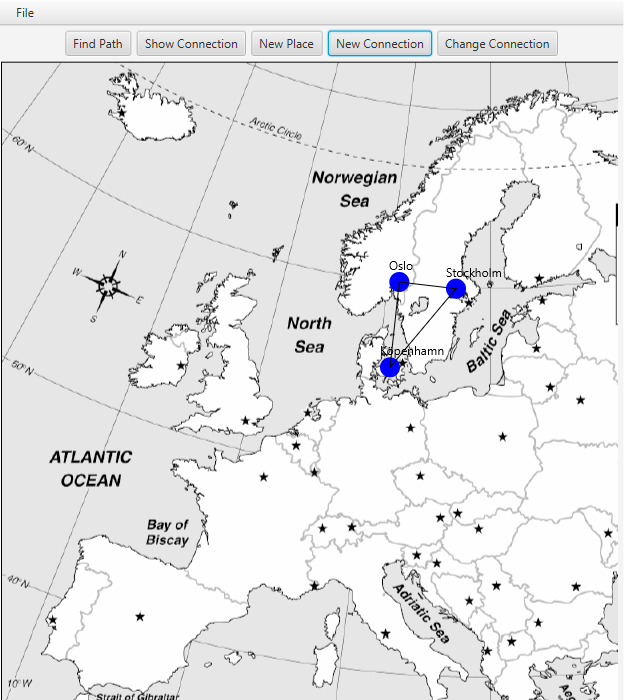 File
Find Path
Show Connection
New Place
New Connection
Change Connection
60°N
Arctic Circle
Norwegian
Sea
Oslo
Stockholm
N
W
E
S
North
Sea
Baltic Sea
Köpenhamn
50°N
ATLANTIC
OCEAN
Bay of
Biscay
40°N
Adriatic Sea
10°W
Strait of Gibraltar